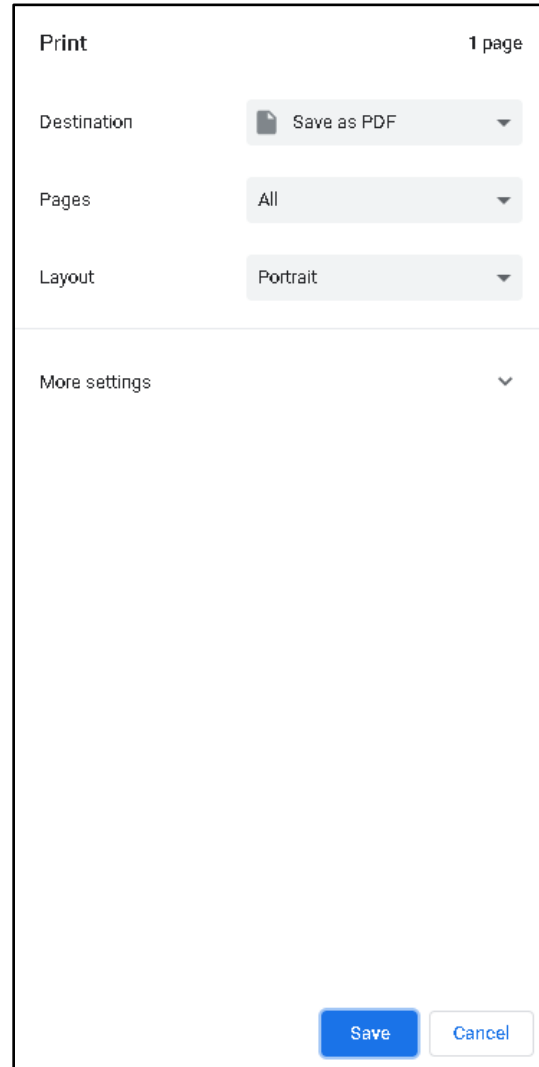 Print 1 page
Destination Save as PDF
Pages All
Layout Portrait
More settings
Save Cancel